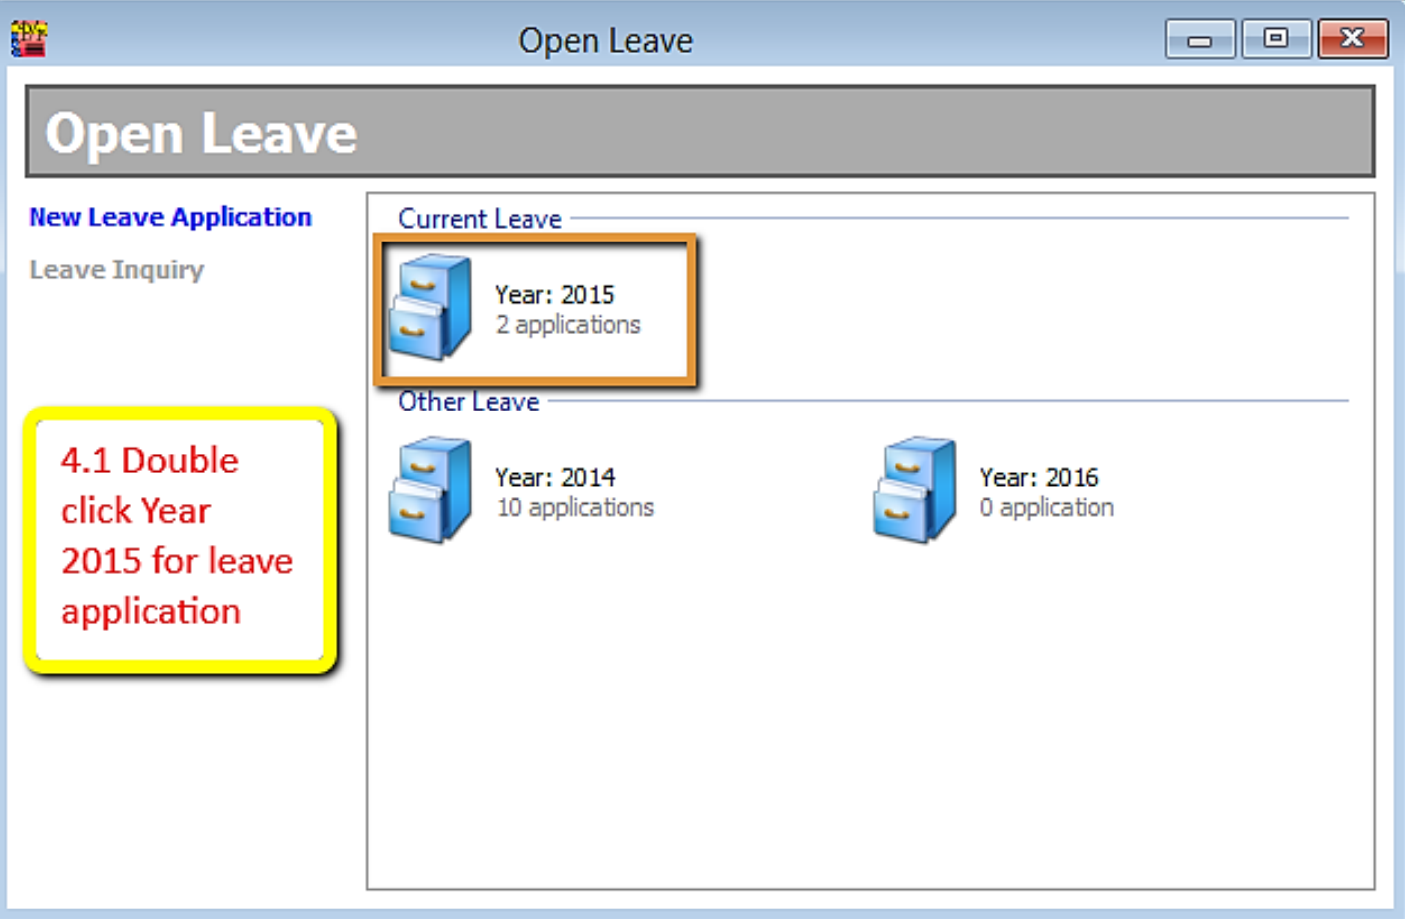 Open Leave
Open Leave
New Leave Application
Leave Inquiry
Current Leave
Year: 2015
2 applications
Other Leave
Year: 2014
10 applications
Year: 2016
0 application
4.1 Double
click Year
2015 for leave
application